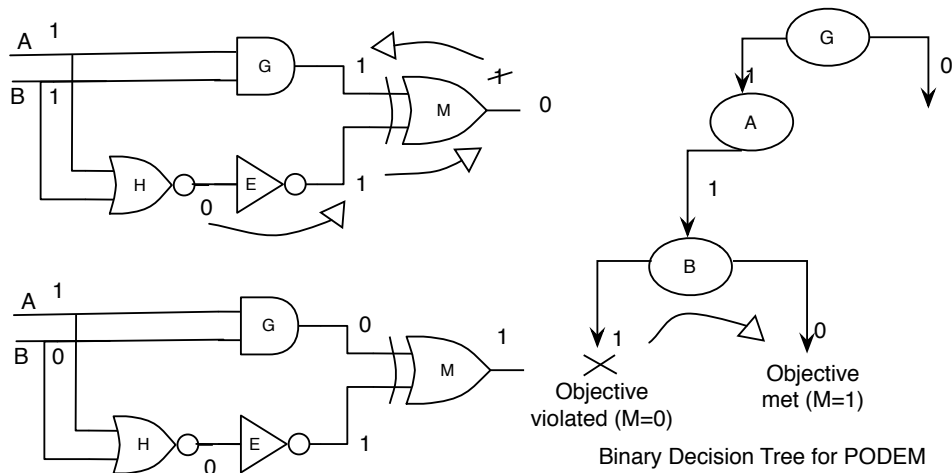 A 1
G
1
1
0
M
B 1
H
E
0
1
G
0
1
A
1
B
1
0
Objective
violated (M=0)
Objective
met (M=1)
Binary Decision Tree for PODEM
A 1
G
0
1
B 0
M
H
E
0
1